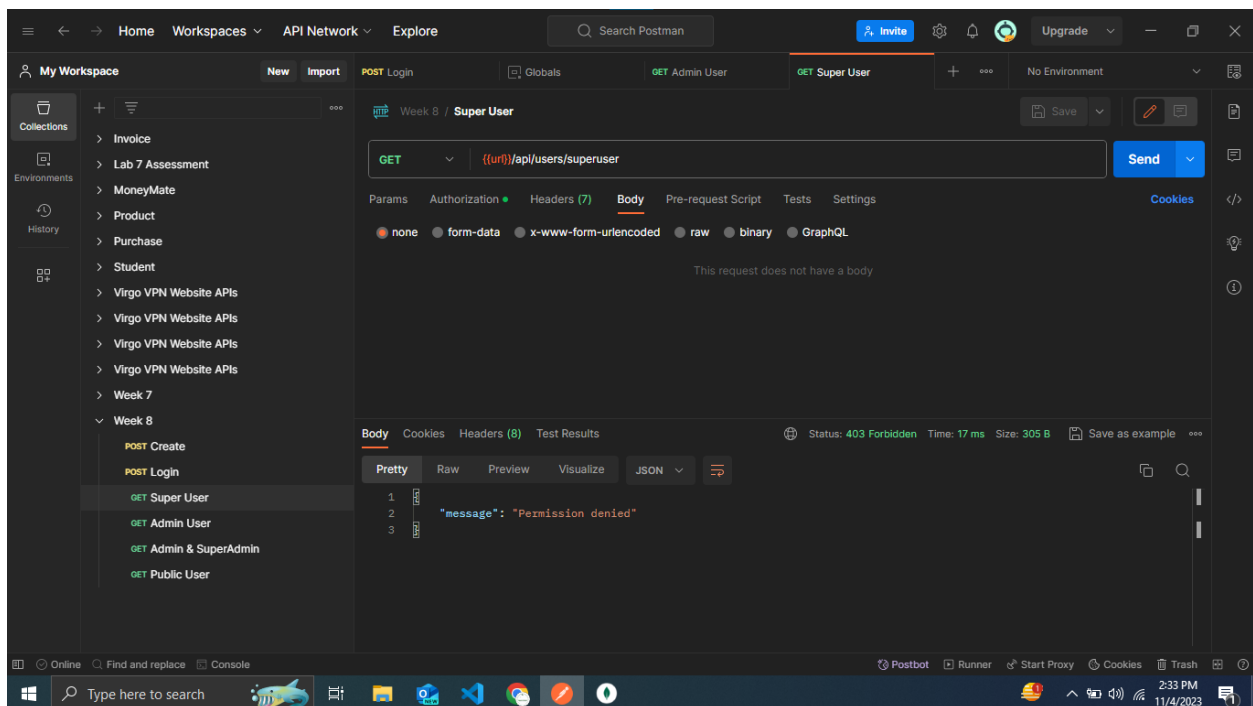 Home Workspaces API Network Explore Search Postman Invite Upgrade
My Workspace New Import POST Login Globals GET Admin User GET Super User No Environment
Collections
Environments
History
Invoice
Lab 7 Assessment
MoneyMate
Product
Purchase
Student
Virgo VPN Website APIs
Virgo VPN Website APIs
Virgo VPN Website APIs
Virgo VPN Website APIs
Week 7
Week 8
POST Create
POST Login
GET Super User
GET Admin User
GET Admin & SuperAdmin
GET Public User
HTTP Week 8 / Super User Save
GET {{url}}/api/users/superuser Send
Params Authorization Headers (7) Body Pre-request Script Tests Settings Cookies
none form-data x-www-form-urlencoded raw binary GraphQL
This request does not have a body
Body Cookies Headers (8) Test Results Status: 403 Forbidden Time: 17 ms Size: 305 B Save as example
Pretty Raw Preview Visualize JSON
1 {
2 "message": "Permission denied"
3 }
Online Find and replace Console Postbot Runner Start Proxy Cookies Trash
Type here to search 2:33 PM
11/4/2023